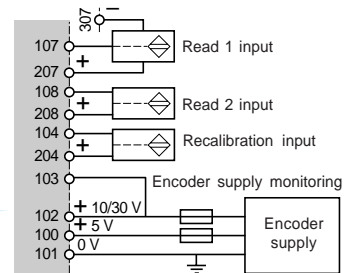 307 –
107 Read 1 input
+
207
108
+ Read 2 input
208
104
+ Recalibration input
204
103 Encoder supply monitoring
102 + 10/30 V
100 + 5 V
101 0 V
Encoder
supply